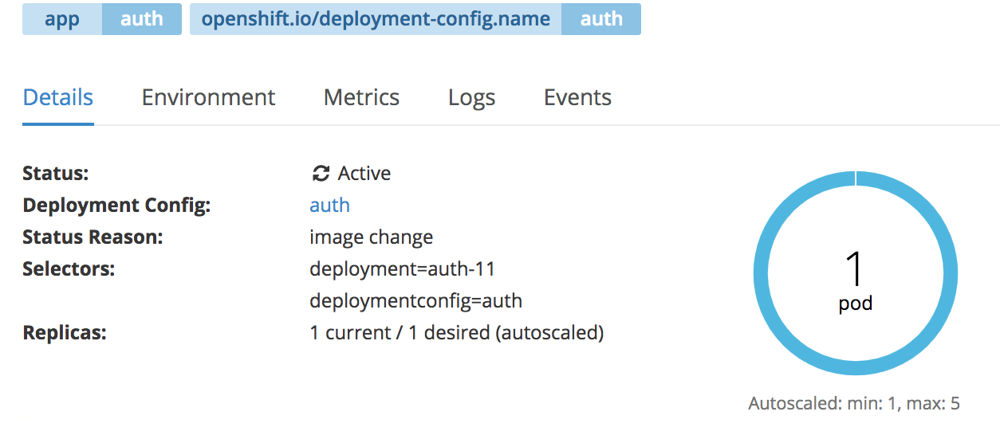 app auth openshift.io/deployment-config.name auth
Details Environment Metrics Logs Events
Status: Active
Deployment Config: auth
Status Reason: image change
Selectors: deployment=auth-11
deploymentconfig=auth
Replicas: 1 current / 1 desired (autoscaled)
1
pod
Autoscaled: min: 1, max: 5